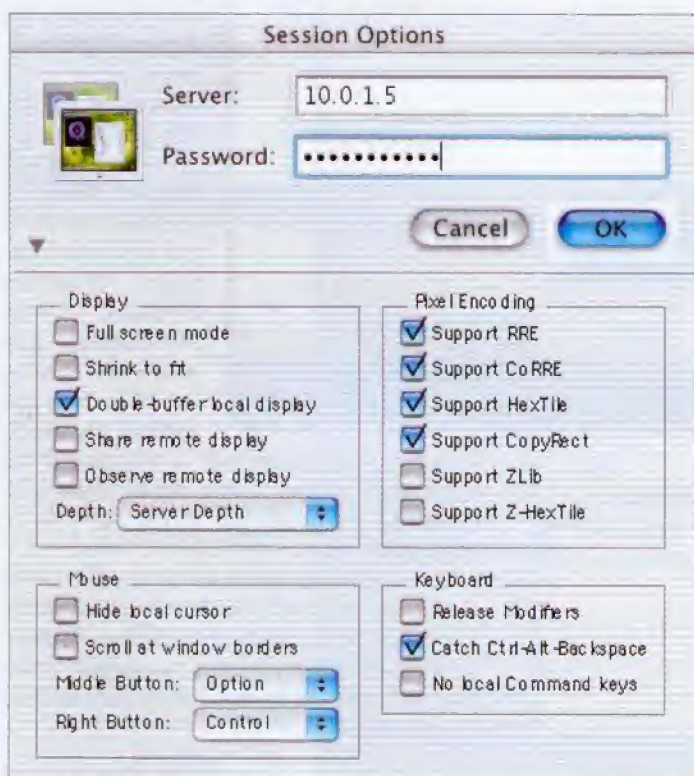 Session Options
Server: 10.0.1.5
Password: •••••••••••
Cancel OK
Display
Full screen mode
Shrink to fit
Double-buffer local display
Share remote display
Observe remote display
Depth: Server Depth
Pixel Encoding
Support RRE
Support CoRRE
Support HexTile
Support CopyRect
Support ZLib
Support Z-HexTile
Mouse
Hide local cursor
Scroll at window borders
Middle Button: Option
Right Button: Control
Keyboard
Release Modifiers
Catch Ctrl-Alt-Backspace
No local Command keys